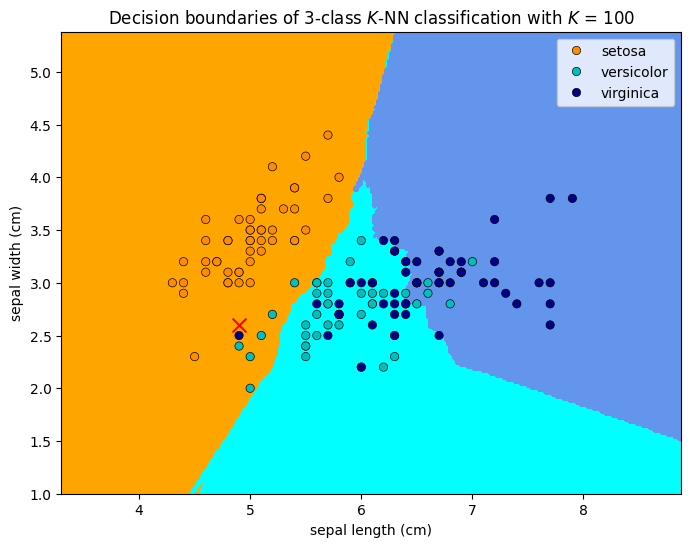 Decision boundaries of 3-class K-NN classification with K = 100
setosa
versicolor
virginica
sepal width (cm)
5.0
4.5
4.0
3.5
3.0
2.5
2.0
1.5
1.0
4 5 6 7 8
sepal length (cm)